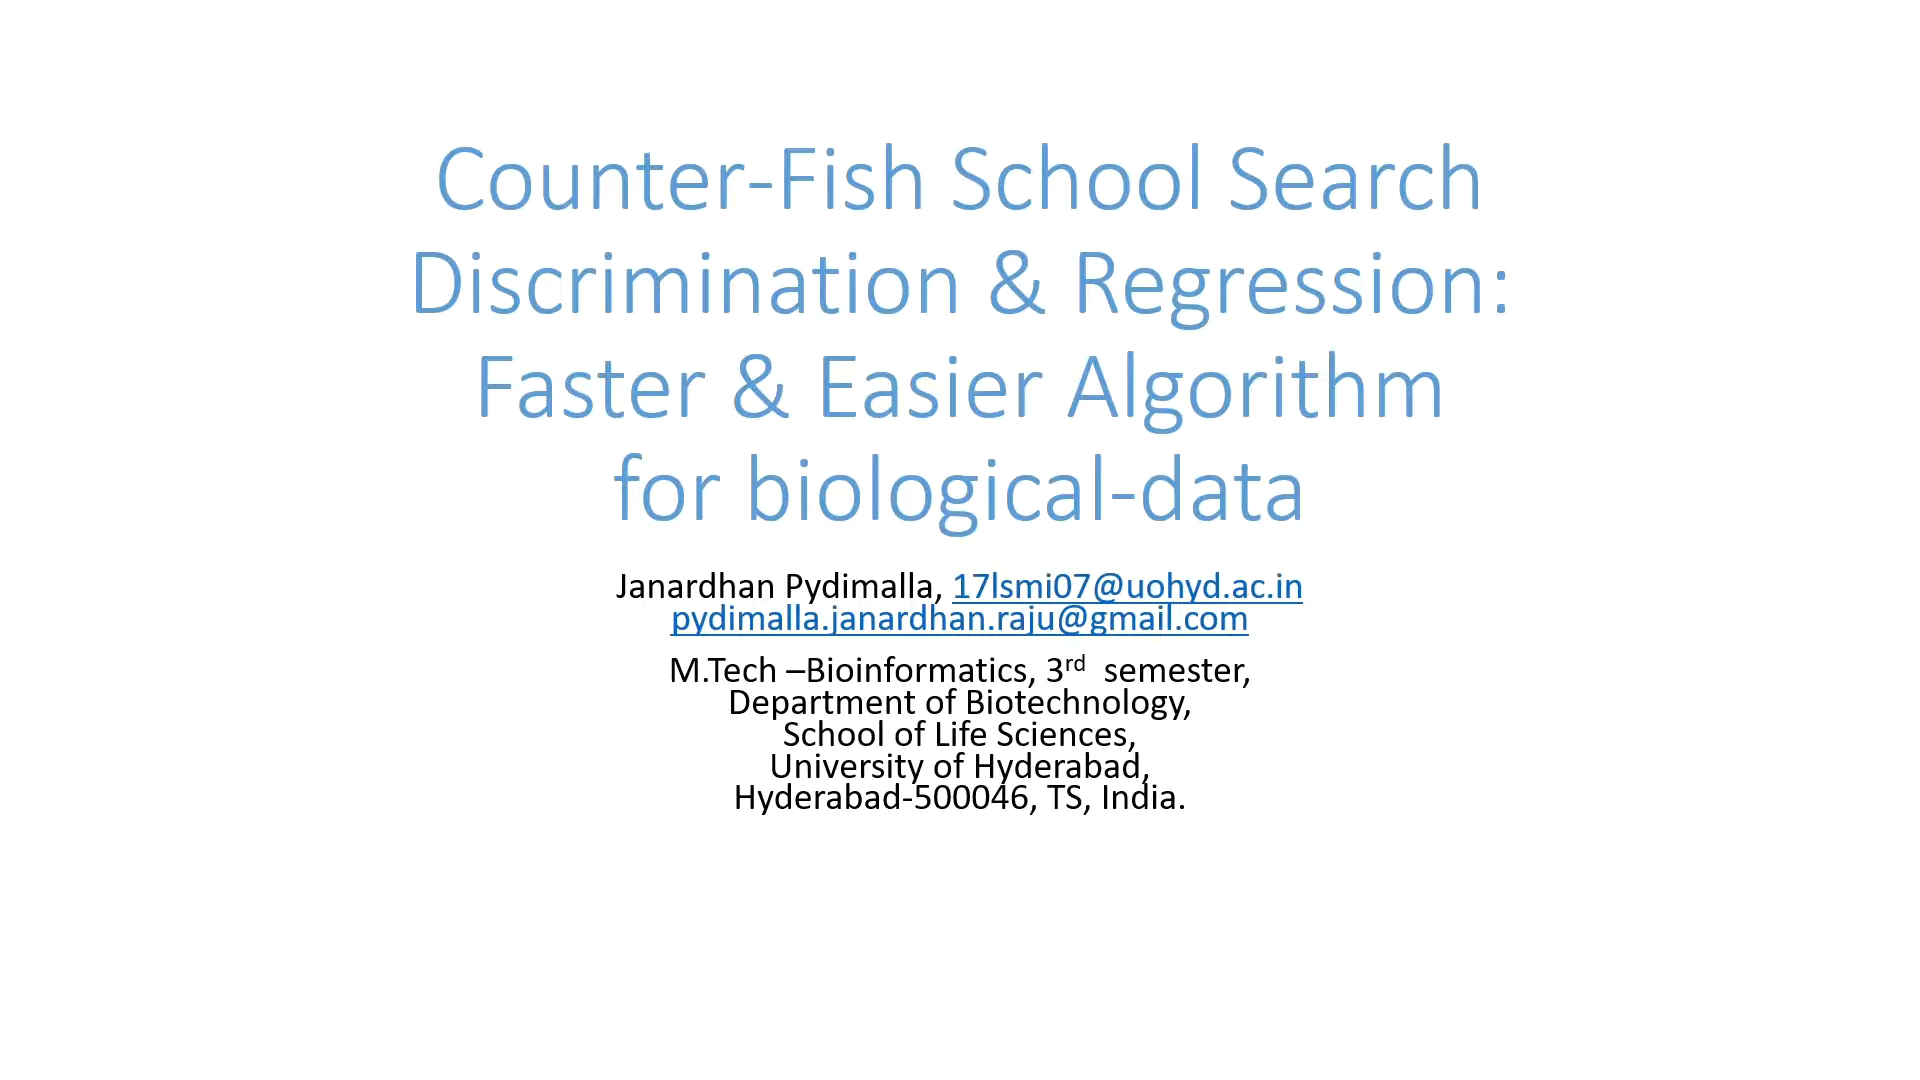 Counter-Fish School Search
Discrimination & Regression:
Faster & Easier Algorithm
for biological-data
Janardhan Pydimalla, 17lsmi07@uohyd.ac.in
pydimalla.janardhan.raju@gmail.com
M.Tech –Bioinformatics, 3rd semester,
Department of Biotechnology,
School of Life Sciences,
University of Hyderabad,
Hyderabad-500046, TS, India.